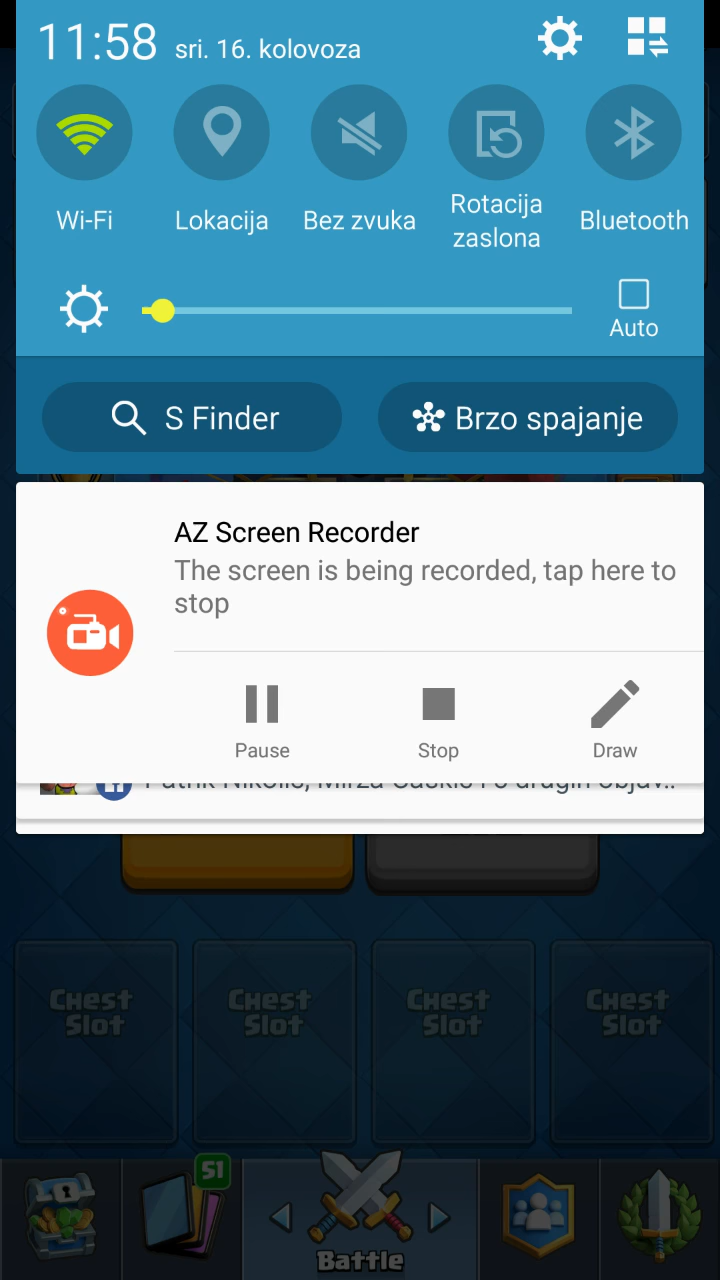 11:58 sri. 16. kolovoza
Wi-Fi
Lokacija
Bez zvuka
Rotacija
zaslona
Bluetooth
Auto
S Finder
Brzo spajanje
AZ Screen Recorder
The screen is being recorded, tap here to
stop
Pause
Stop
Draw
Chest
Slot
Chest
Slot
Chest
Slot
Chest
Slot
51
Battle